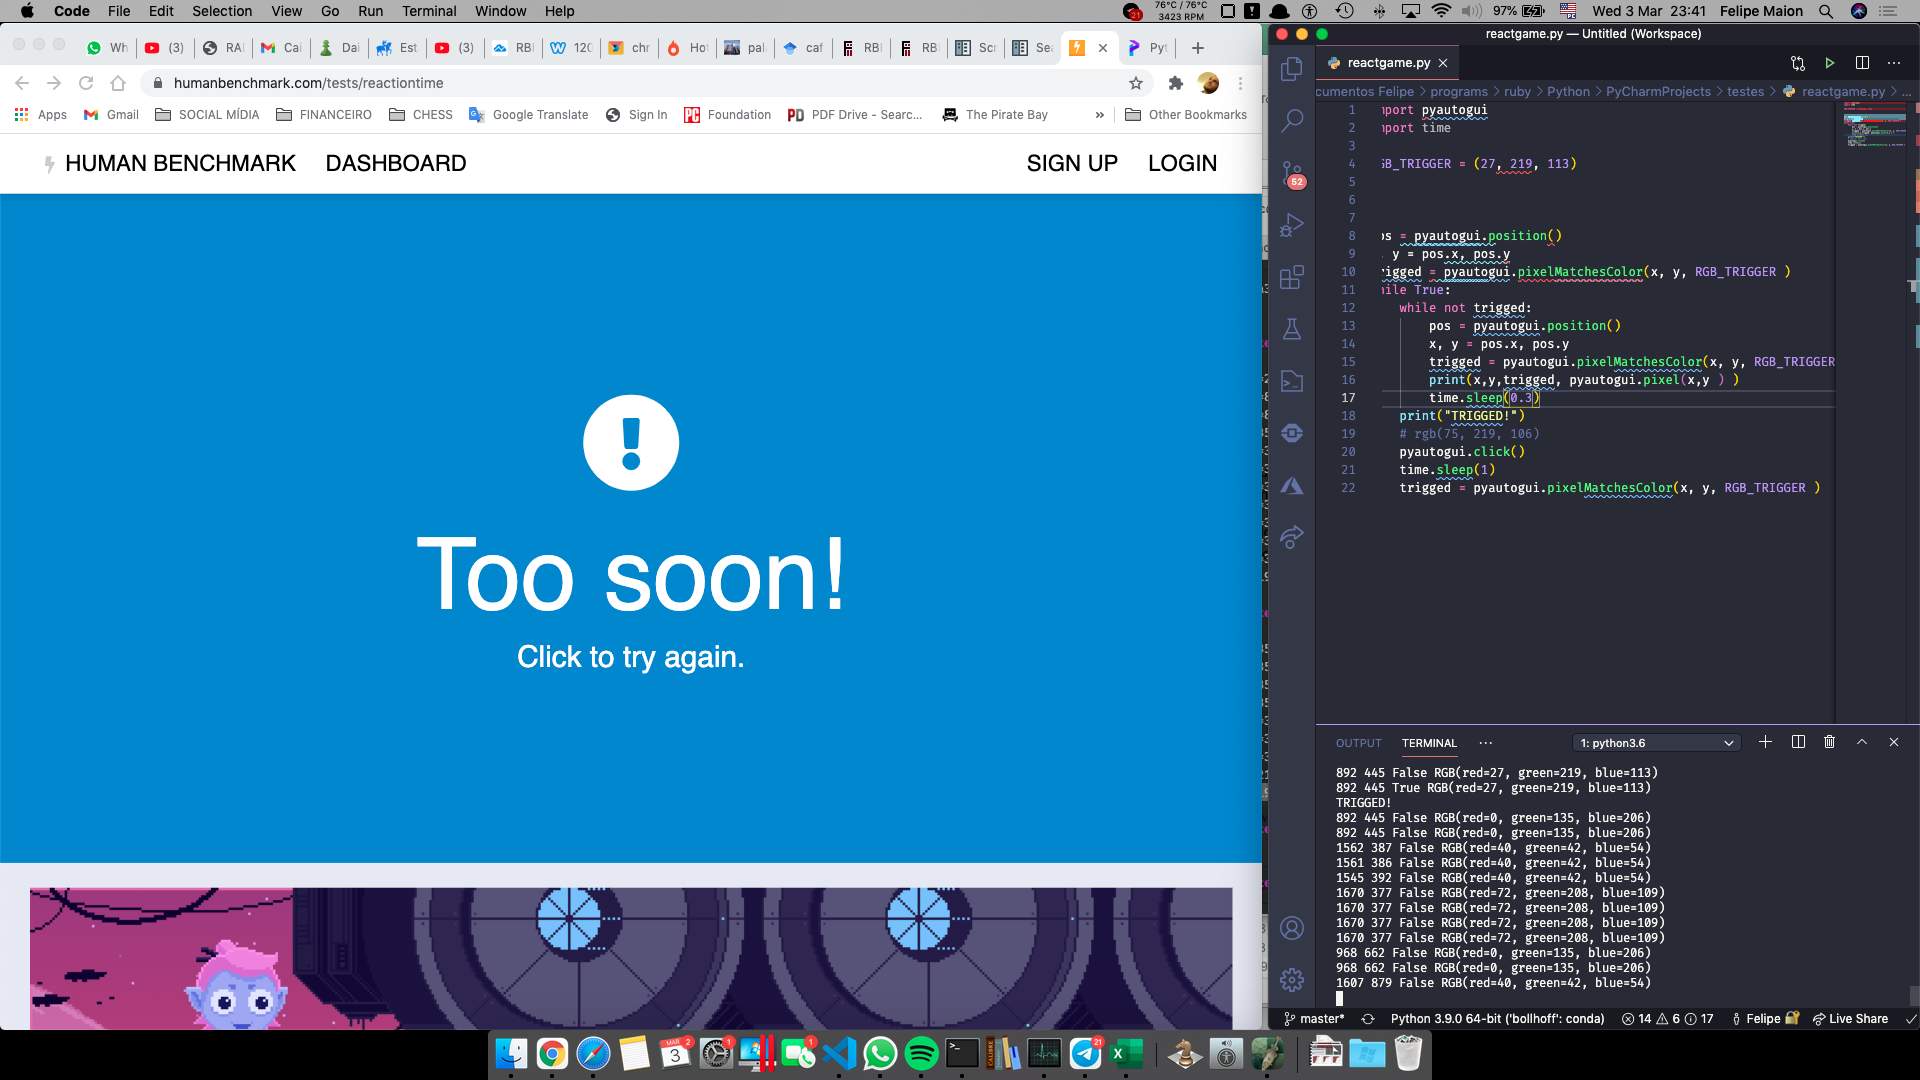 Code File Edit Selection View Go Run Terminal Window Help
76°C / 76°C
3423 RPM
97% Wed 3 Mar 23:41 Felipe Maion
Wh (3) RAI Cai Dai Est (3) RBI 120 chr Hot pal caf RBI RBI Scr Sea Pyt
humanbenchmark.com/tests/reactiontime
Apps Gmail SOCIAL MÍDIA FINANCEIRO CHESS Google Translate Sign In Foundation PDF Drive - Searc... The Pirate Bay » Other Bookmarks
HUMAN BENCHMARK DASHBOARD SIGN UP LOGIN
Too soon!
Click to try again.
reactgame.py — Untitled (Workspace)
reactgame.py
cumentos Felipe > programs > ruby > Python > PyCharmProjects > testes > reactgame.py > ...
52
1 nport pyautogui
2 nport time
3
4 GB_TRIGGER = (27, 219, 113)
5
6
7
8 os = pyautogui.position()
9 y = pos.x, pos.y
10 rigged = pyautogui.pixelMatchesColor(x, y, RGB_TRIGGER )
11 hile True:
12 while not trigged:
13 pos = pyautogui.position()
14 x, y = pos.x, pos.y
15 trigged = pyautogui.pixelMatchesColor(x, y, RGB_TRIGGER
16 print(x,y,trigged, pyautogui.pixel(x,y ) )
17 time.sleep(0.3)
18 print("TRIGGED!")
19 # rgb(75, 219, 106)
20 pyautogui.click()
21 time.sleep(1)
22 trigged = pyautogui.pixelMatchesColor(x, y, RGB_TRIGGER )
OUTPUT TERMINAL ··· 1: python3.6
892 445 False RGB(red=27, green=219, blue=113)
892 445 True RGB(red=27, green=219, blue=113)
TRIGGED!
892 445 False RGB(red=0, green=135, blue=206)
892 445 False RGB(red=0, green=135, blue=206)
1562 387 False RGB(red=40, green=42, blue=54)
1561 386 False RGB(red=40, green=42, blue=54)
1545 392 False RGB(red=40, green=42, blue=54)
1670 377 False RGB(red=72, green=208, blue=109)
1670 377 False RGB(red=72, green=208, blue=109)
1670 377 False RGB(red=72, green=208, blue=109)
1670 377 False RGB(red=72, green=208, blue=109)
968 662 False RGB(red=0, green=135, blue=206)
968 662 False RGB(red=0, green=135, blue=206)
1607 879 False RGB(red=40, green=42, blue=54)
master* Python 3.9.0 64-bit ('bollhoff': conda) 14 6 17 Felipe Live Share
MAR 3 2 1 1 21